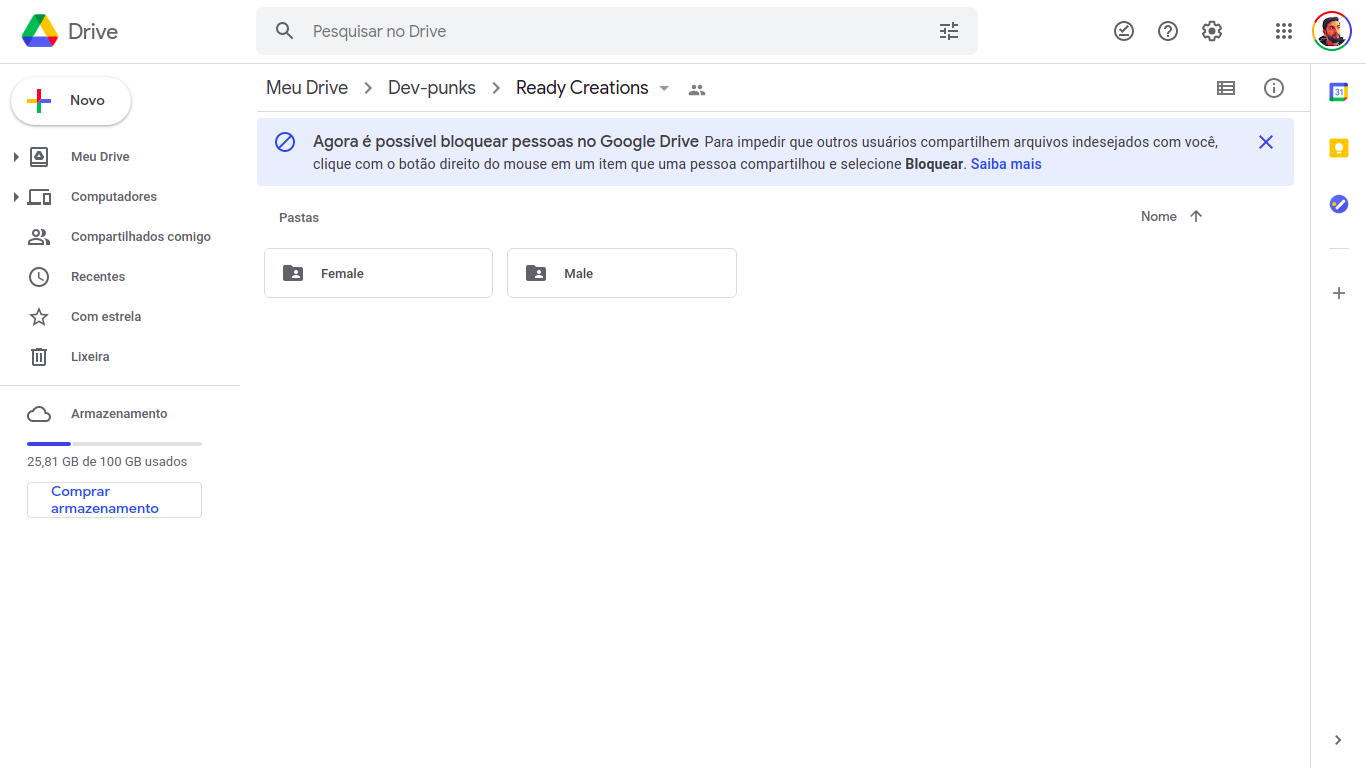 Drive
Pesquisar no Drive
Novo
Meu Drive
Computadores
Compartilhados comigo
Recentes
Com estrela
Lixeira
Armazenamento
25,81 GB de 100 GB usados
Comprar
armazenamento
Meu Drive
Dev-punks
Ready Creations
Agora é possível bloquear pessoas no Google Drive Para impedir que outros usuários compartilhem arquivos indesejados com você,
clique com o botão direito do mouse em um item que uma pessoa compartilhou e selecione Bloquear. Saiba mais
Pastas
Nome
Female
Male
31